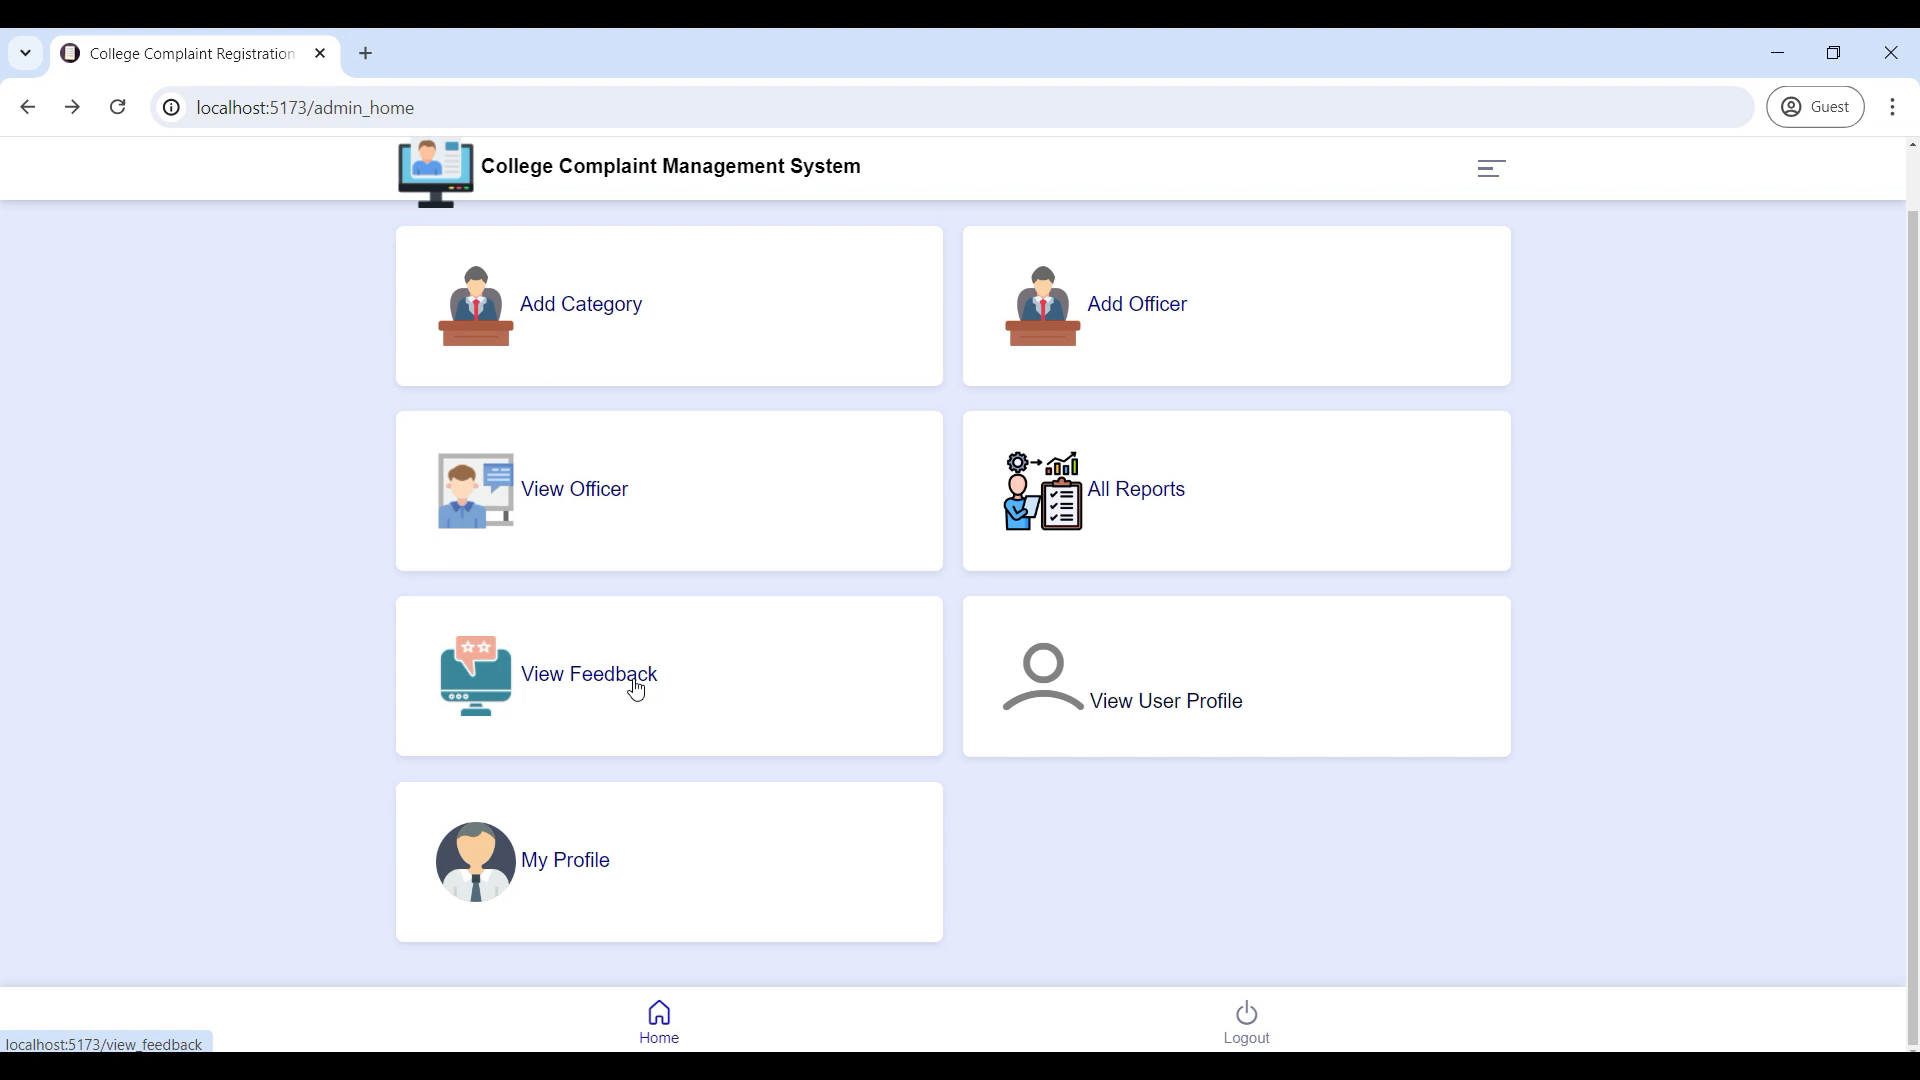 College Complaint Registration
localhost:5173/admin_home
Guest
College Complaint Management System
Add Category
Add Officer
View Officer
All Reports
View Feedback
View User Profile
My Profile
Home
Logout
localhost:5173/view_feedback